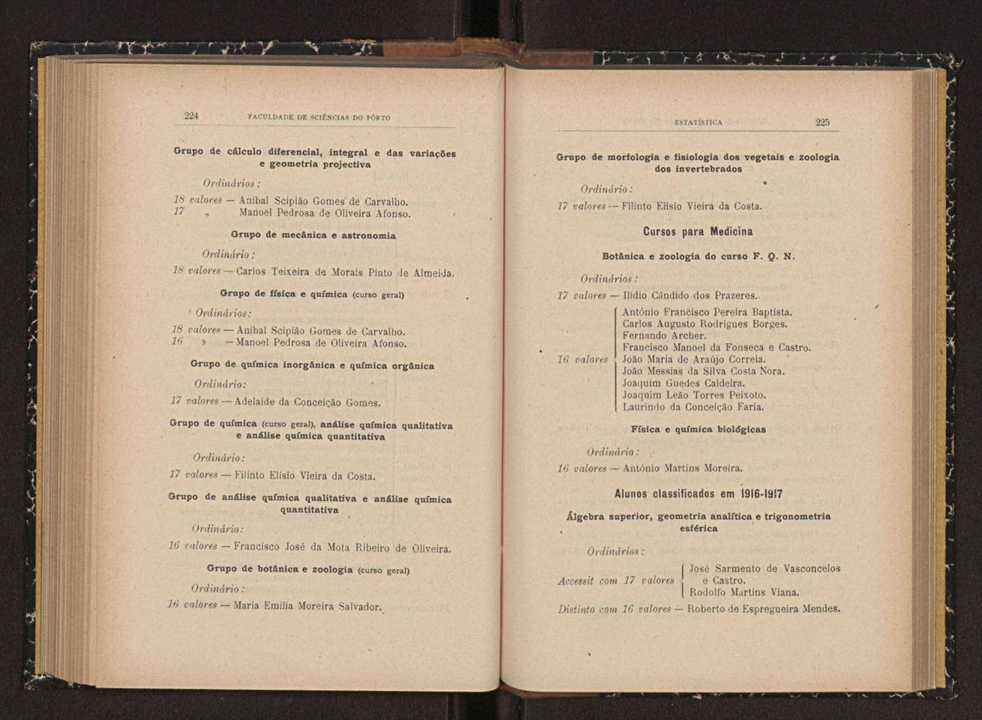 224 FACULDADE DE SCIÊNCIAS DO PÔRTO
Grupo de cálculo diferencial, integral e das variações
e geometria projectiva
Ordinários :
18 valores — Aníbal Scipião Gomes de Carvalho.
17 „ Manoel Pedrosa de Oliveira Afonso.
Grupo de mecânica e astronomia
Ordinário :
18 valores — Carlos Teixeira de Morais Pinto de Almeida.
Grupo de física e química (curso geral)
Ordinários:
18 valores — Aníbal Scipião Gomes de Carvalho.
16 » — Manoel Pedrosa de Oliveira Afonso.
Grupo de química inorgânica e química orgânica
Ordinário:
17 valores — Adelaide da Conceição Gomes.
Grupo de química (curso geral), análise química qualitativa
e análise química quantitativa
Ordinário:
17 valores — Filinto Elísio Vieira da Costa.
Grupo de análise química qualitativa e análise química
quantitativa
Ordinário:
16 valores — Francisco José da Mota Ribeiro de Oliveira.
Grupo de botânica e zoologia (curso geral)
Ordinário :
16 valores — Maria Emília Moreira Salvador.
ESTATÍSTICA 225
Grupo de morfologia e fisiologia dos vegetais e zoologia
dos invertebrados
Ordinário :
17 valores — Filinto Elísio Vieira da Costa.
Cursos para Medicina
Botânica e zoologia do curso F. Q. N.
Ordinários :
17 valores — Ilídio Cândido dos Prazeres.
António Francisco Pereira Baptista.
Carlos Augusto Rodrigues Borges.
Fernando Archer.
Francisco Manoel da Fonseca e Castro.
16 valores João Maria de Araújo Correia.
João Messias da Silva Costa Nora.
Joaquim Guedes Caldeira.
Joaquim Leão Torres Peixoto.
Laurindo da Conceição Faria.
Física e química biológicas
Ordinário :
16 valores — António Martins Moreira.
Alunos classificados em 1916-1917
Álgebra superior, geometria analítica e trigonometria
esférica
Ordinários :
José Sarmento de Vasconcelos
Accessit com 17 valores e Castro.
Rodolfo Martins Viana.
Distinto com 16 valores — Roberto de Espregueira Mendes.